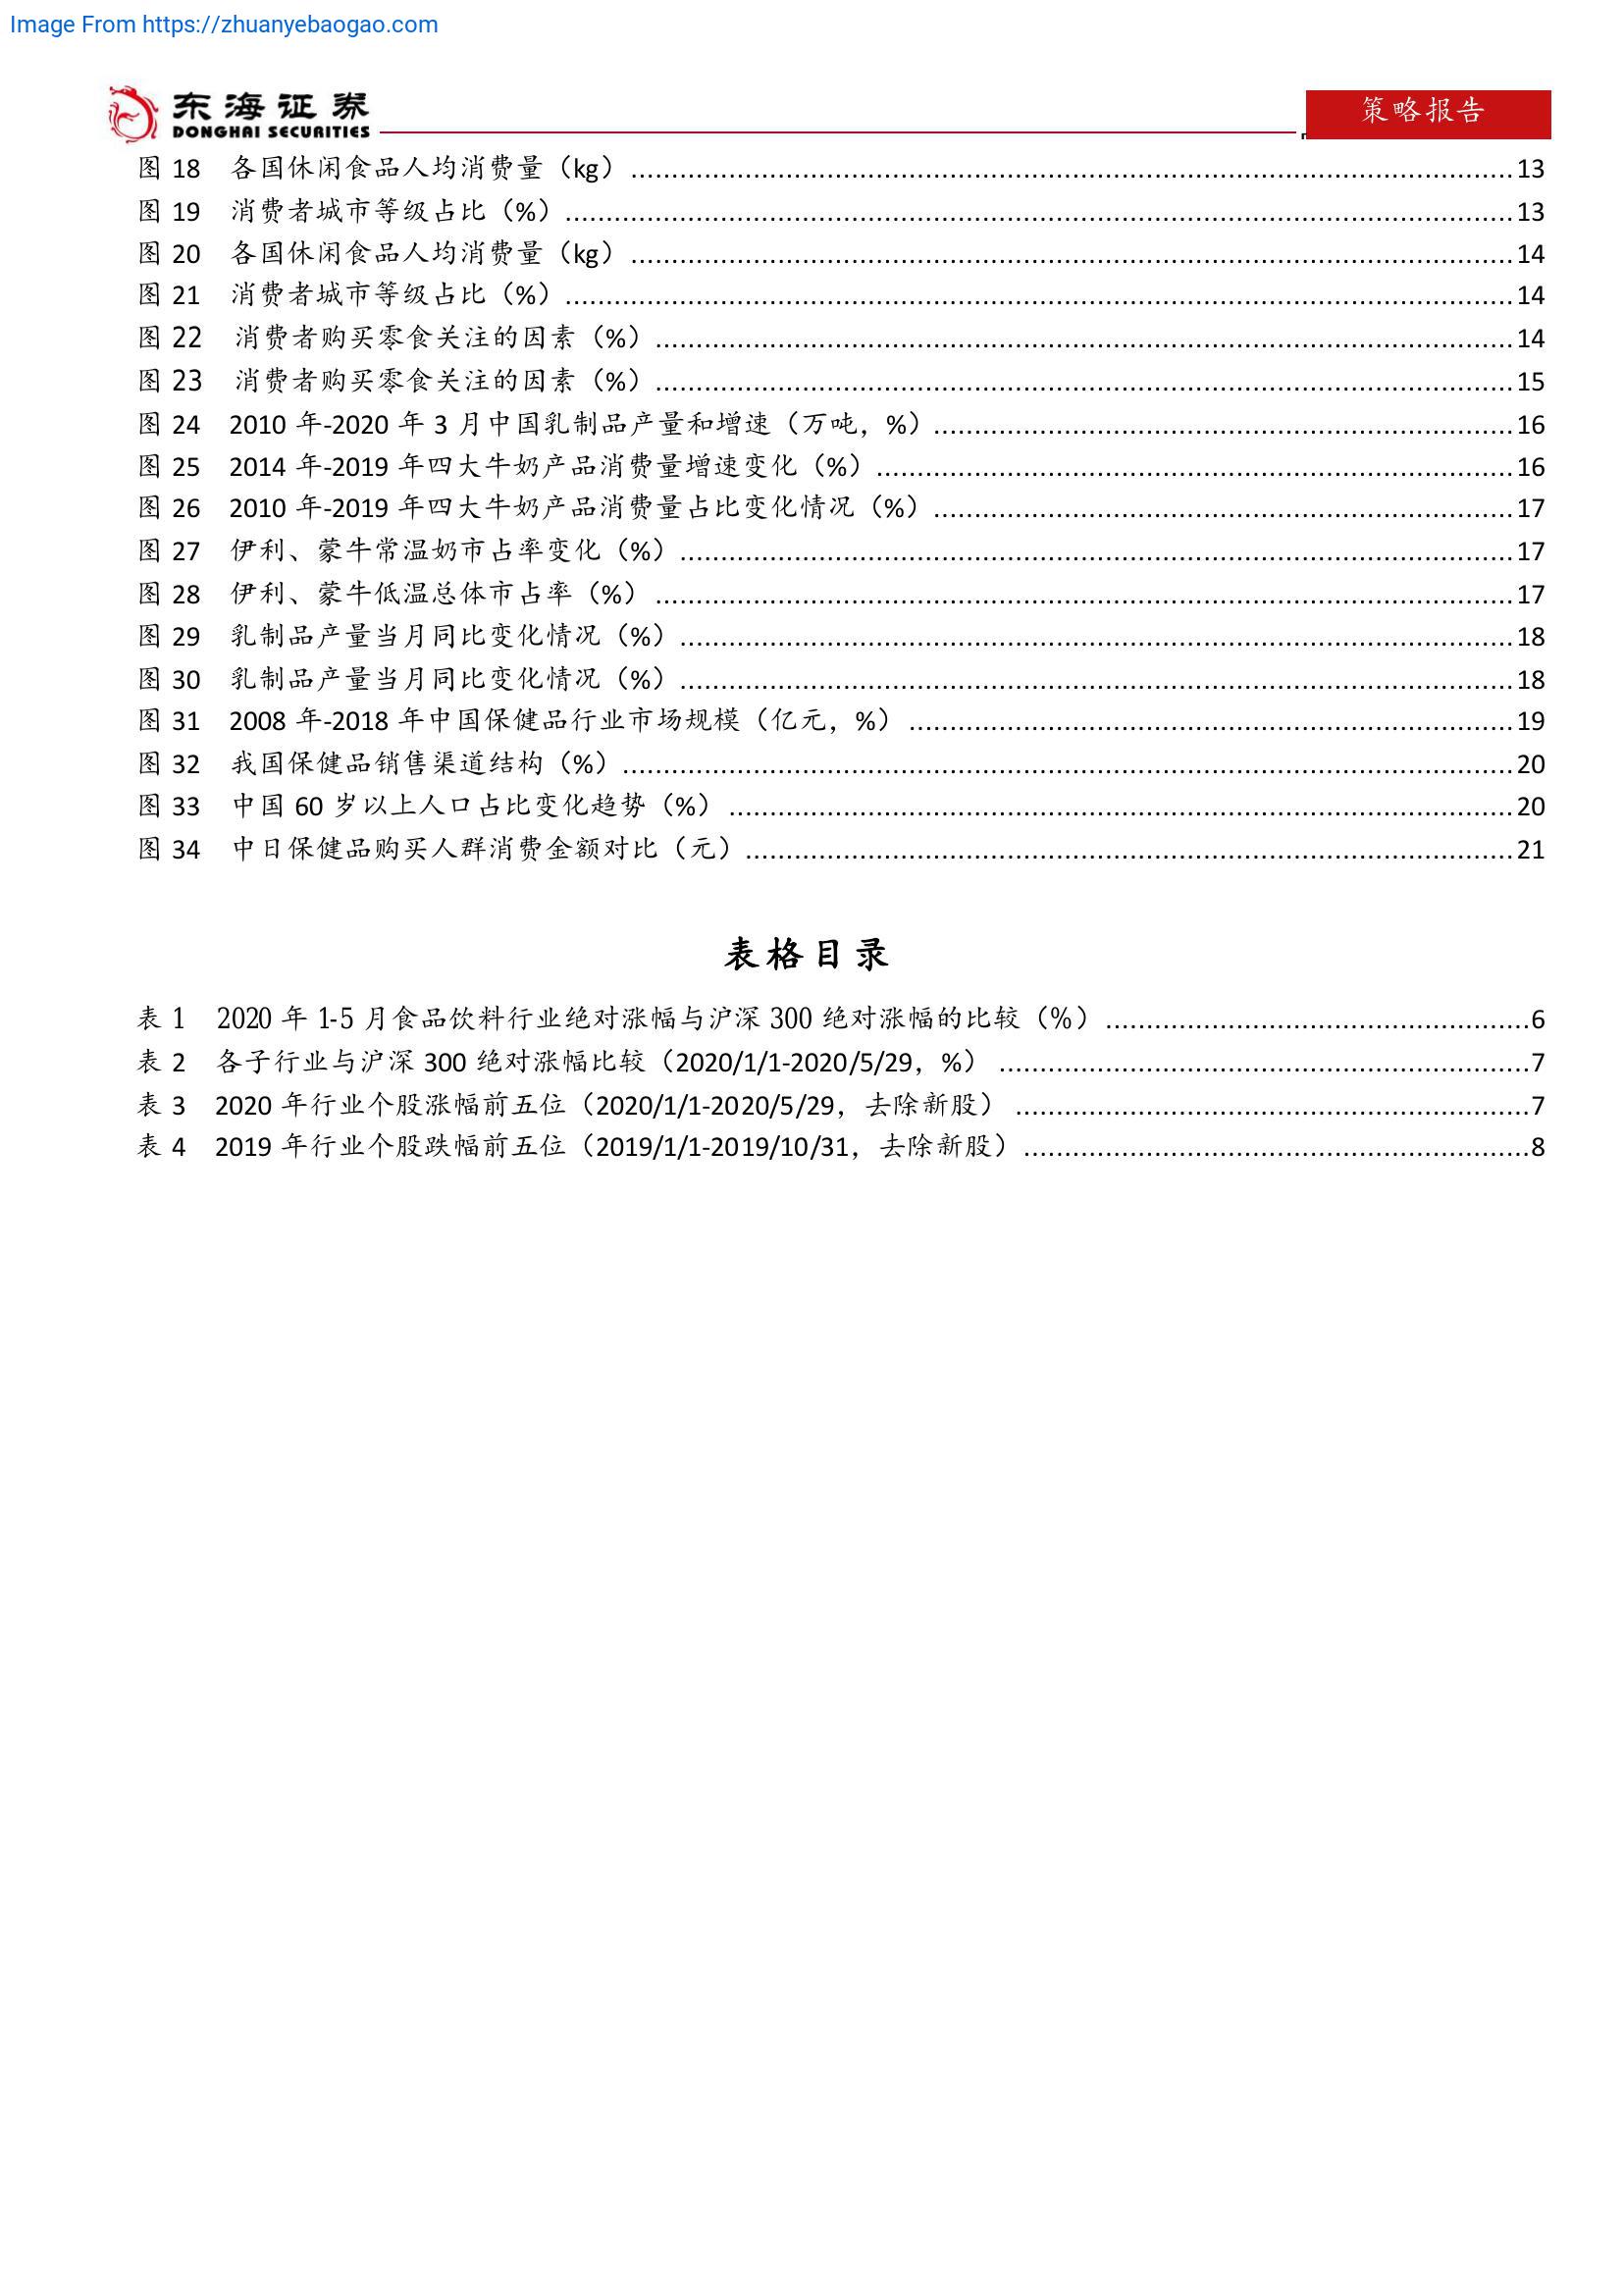 Image From https://zhuanyebaogao.com
东海证券
DONGHAI SECURITIES
策略报告
图 18 各国休闲食品人均消费量（kg）.....13
图 19 消费者城市等级占比（%）.....13
图 20 各国休闲食品人均消费量（kg）.....14
图 21 消费者城市等级占比（%）.....14
图 22 消费者购买零食关注的因素（%）.....14
图 23 消费者购买零食关注的因素（%）.....15
图 24 2010 年-2020 年 3 月中国乳制品产量和增速（万吨，%）.....16
图 25 2014 年-2019 年四大牛奶产品消费量增速变化（%）.....16
图 26 2010 年-2019 年四大牛奶产品消费量占比变化情况（%）.....17
图 27 伊利、蒙牛常温奶市占率变化（%）.....17
图 28 伊利、蒙牛低温总体市占率（%）.....17
图 29 乳制品产量当月同比变化情况（%）.....18
图 30 乳制品产量当月同比变化情况（%）.....18
图 31 2008 年-2018 年中国保健品行业市场规模（亿元，%）.....19
图 32 我国保健品销售渠道结构（%）.....20
图 33 中国 60 岁以上人口占比变化趋势（%）.....20
图 34 中日保健品购买人群消费金额对比（元）.....21
表格目录
表 1 2020 年 1-5 月食品饮料行业绝对涨幅与沪深 300 绝对涨幅的比较（%）.....6
表 2 各子行业与沪深 300 绝对涨幅比较（2020/1/1-2020/5/29，%）.....7
表 3 2020 年行业个股涨幅前五位（2020/1/1-2020/5/29，去除新股）.....7
表 4 2019 年行业个股跌幅前五位（2019/1/1-2019/10/31，去除新股）.....8